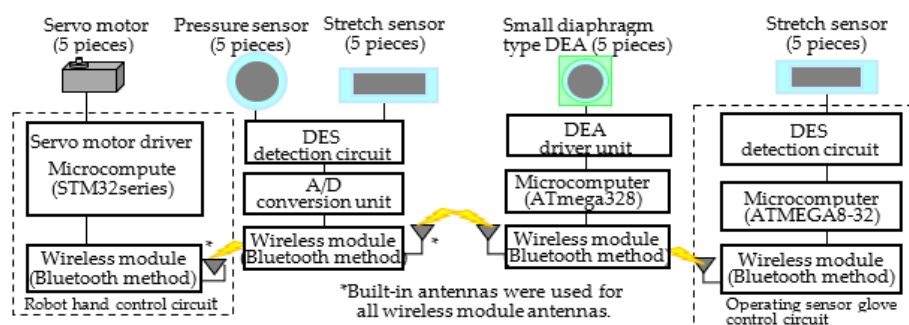 Servo motor
(5 pieces)
Pressure sensor
(5 pieces)
Stretch sensor
(5 pieces)
Small diaphragm
type DEA (5 pieces)
Stretch sensor
(5 pieces)
Servo motor driver
Microcompute
(STM32series)
Wireless module
(Bluetooth method)
*
Robot hand control circuit
DES
detection circuit
A/D
conversion unit
Wireless module
(Bluetooth method)
*
DEA
driver unit
Microcomputer
(ATmega328)
Wireless module
(Bluetooth method)
*Built-in antennas were used for
all wireless module antennas.
DES
detection circuit
Microcomputer
(ATMEGA8-32)
Wireless module
(Bluetooth method)
Operating sensor glove
control circuit